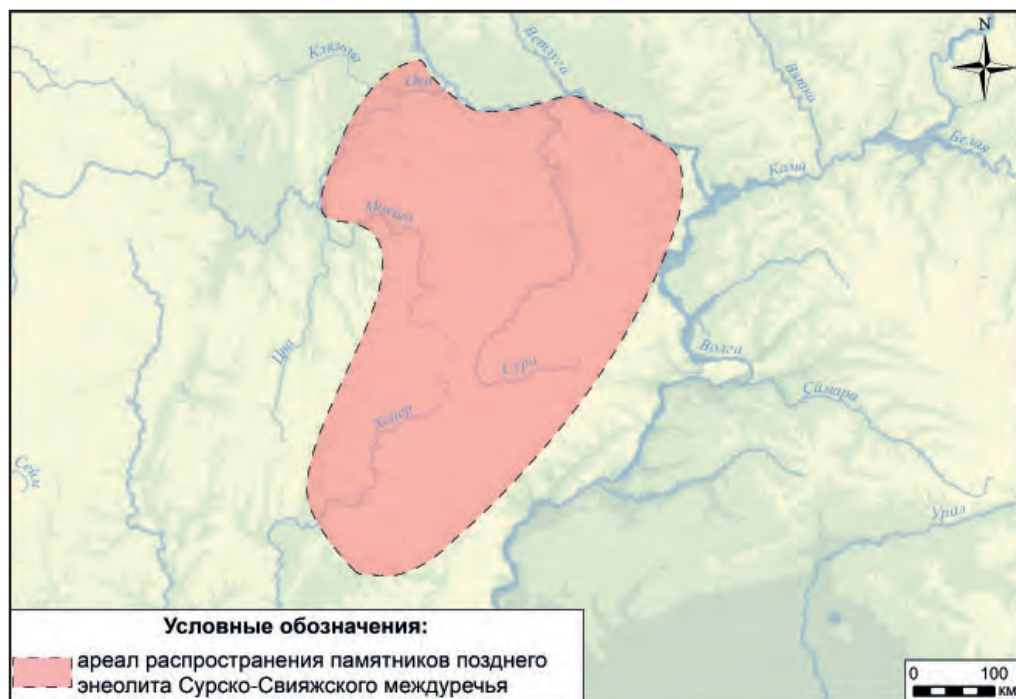 N
Клязьма
Ока
Ветлуга
Вятка
Белая
Кама
Мокша
Цна
Сура
Волга
Самара
Хопер
Сейм
Урал
Условные обозначения:
ареал распространения памятников позднего
энеолита Сурско-Свияжского междуречья
0 100
км